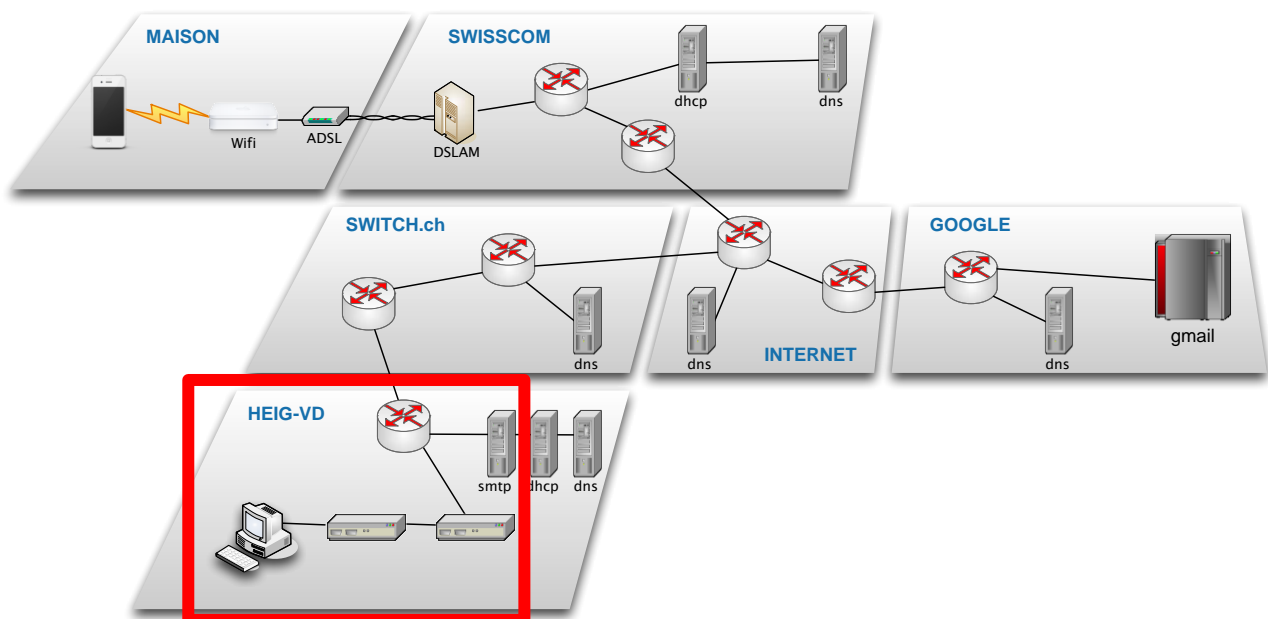 MAISON
SWISSCOM
dhcp
dns
Wifi
ADSL
DSLAM
SWITCH.ch
GOOGLE
dns
dns
INTERNET
dns
gmail
HEIG-VD
smtp
dhcp
dns